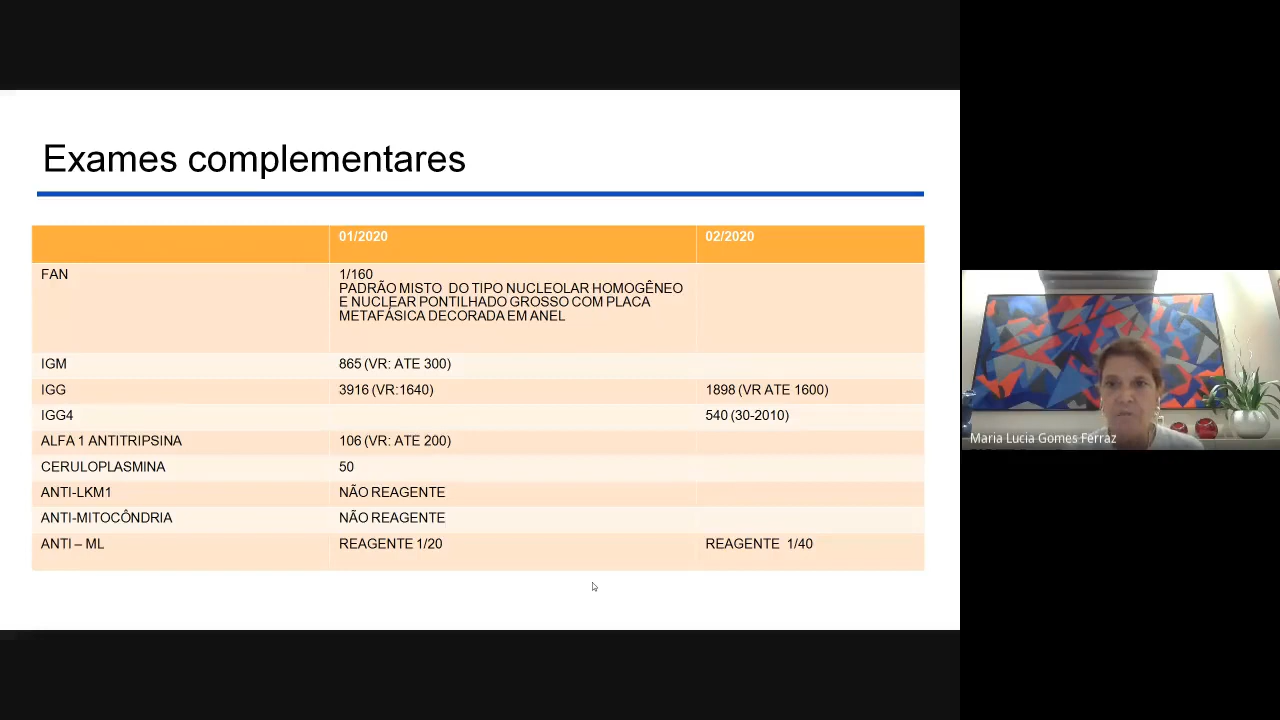 Exames complementares
01/2020 02/2020
FAN 1/160
PADRÃO MISTO DO TIPO NUCLEOLAR HOMOGÊNEO
E NUCLEAR PONTILHADO GROSSO COM PLACA
METAFÁSICA DECORADA EM ANEL
IGM 865 (VR: ATE 300)
IGG 3916 (VR:1640) 1898 (VR ATE 1600)
IGG4 540 (30-2010)
ALFA 1 ANTITRIPSINA 106 (VR: ATE 200)
CERULOPLASMINA 50
ANTI-LKM1 NÃO REAGENTE
ANTI-MITOCÔNDRIA NÃO REAGENTE
ANTI – ML REAGENTE 1/20 REAGENTE 1/40
Maria Lucia Gomes Ferraz